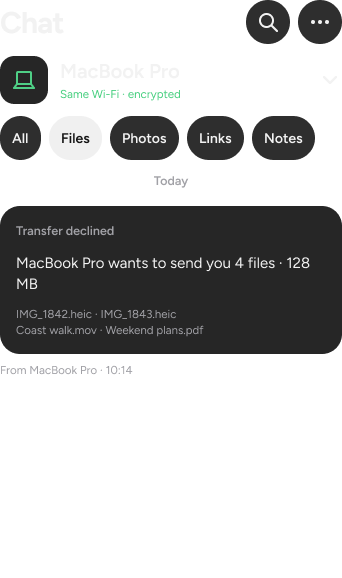 Chat
MacBook Pro
Same Wi-Fi · encrypted
All
Files
Photos
Links
Notes
Today
Transfer declined
MacBook Pro wants to send you 4 files · 128
MB
IMG_1842.heic · IMG_1843.heic
Coast walk.mov · Weekend plans.pdf
From MacBook Pro · 10:14